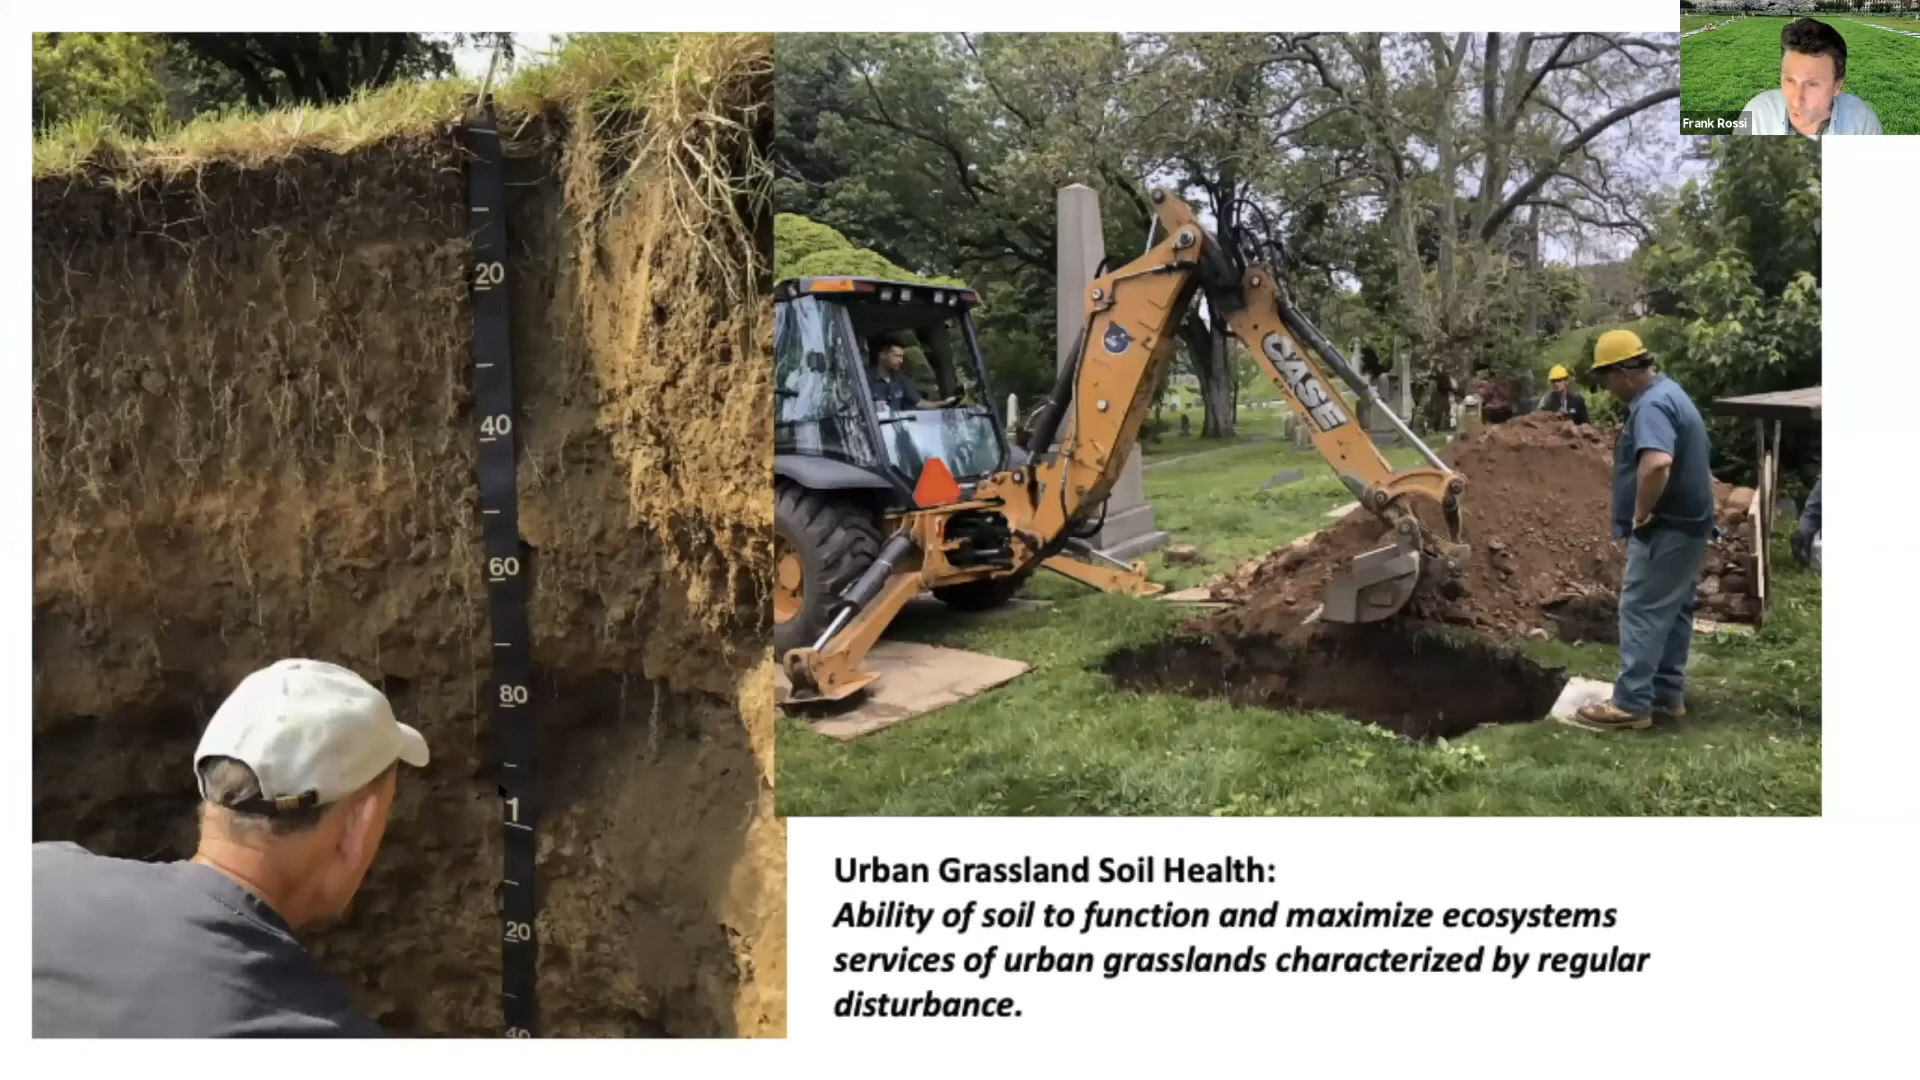 Frank Rossi
20
40
60
80
1
20
40
CASE
Urban Grassland Soil Health:
Ability of soil to function and maximize ecosystems
services of urban grasslands characterized by regular
disturbance.